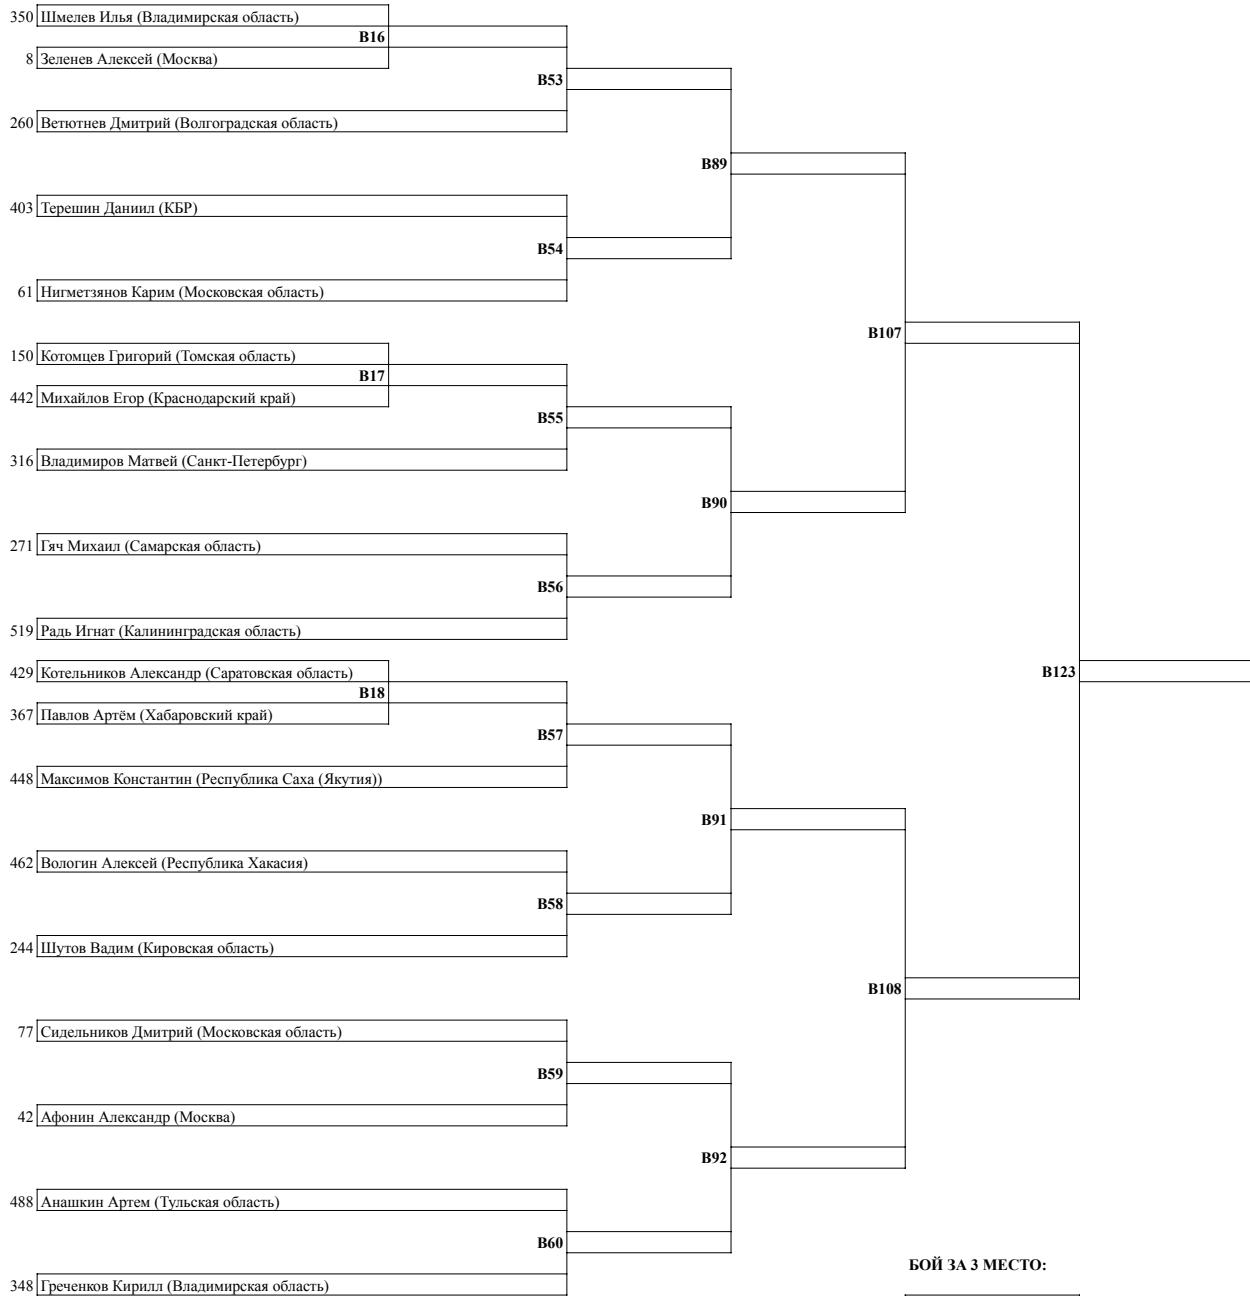 350 Шмелев Илья (Владимирская область)
B16
8 Зеленев Алексей (Москва)
B53
260 Ветютнев Дмитрий (Волгоградская область)
B89
403 Терешин Даниил (КБР)
B54
61 Нигметзянов Карим (Московская область)
B107
150 Котомцев Григорий (Томская область)
B17
442 Михайлов Егор (Краснодарский край)
B55
316 Владимиров Матвей (Санкт-Петербург)
B90
271 Гяч Михаил (Самарская область)
B56
519 Радь Игнат (Калининградская область)
429 Котельников Александр (Саратовская область)
B123
B18
367 Павлов Артём (Хабаровский край)
B57
448 Максимов Константин (Республика Саха (Якутия))
B91
462 Вологин Алексей (Республика Хакасия)
B58
244 Шутов Вадим (Кировская область)
B108
77 Сидельников Дмитрий (Московская область)
B59
42 Афонин Александр (Москва)
B92
488 Анашкин Артем (Тульская область)
B60
БОЙ ЗА 3 МЕСТО:
348 Греченков Кирилл (Владимирская область)